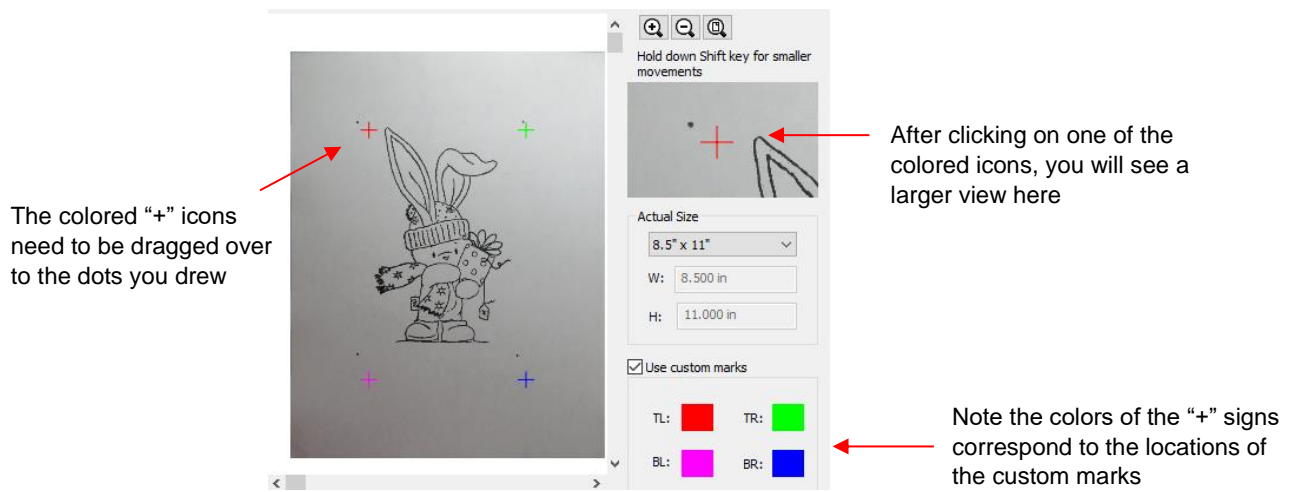 Hold down Shift key for smaller
movements
After clicking on one of the
colored icons, you will see a
larger view here
The colored “+” icons
need to be dragged over
to the dots you drew
Actual Size
8.5" x 11"
W: 8.500 in
H: 11.000 in
Use custom marks
TL: TR:
BL: BR:
Note the colors of the “+” signs
correspond to the locations of
the custom marks